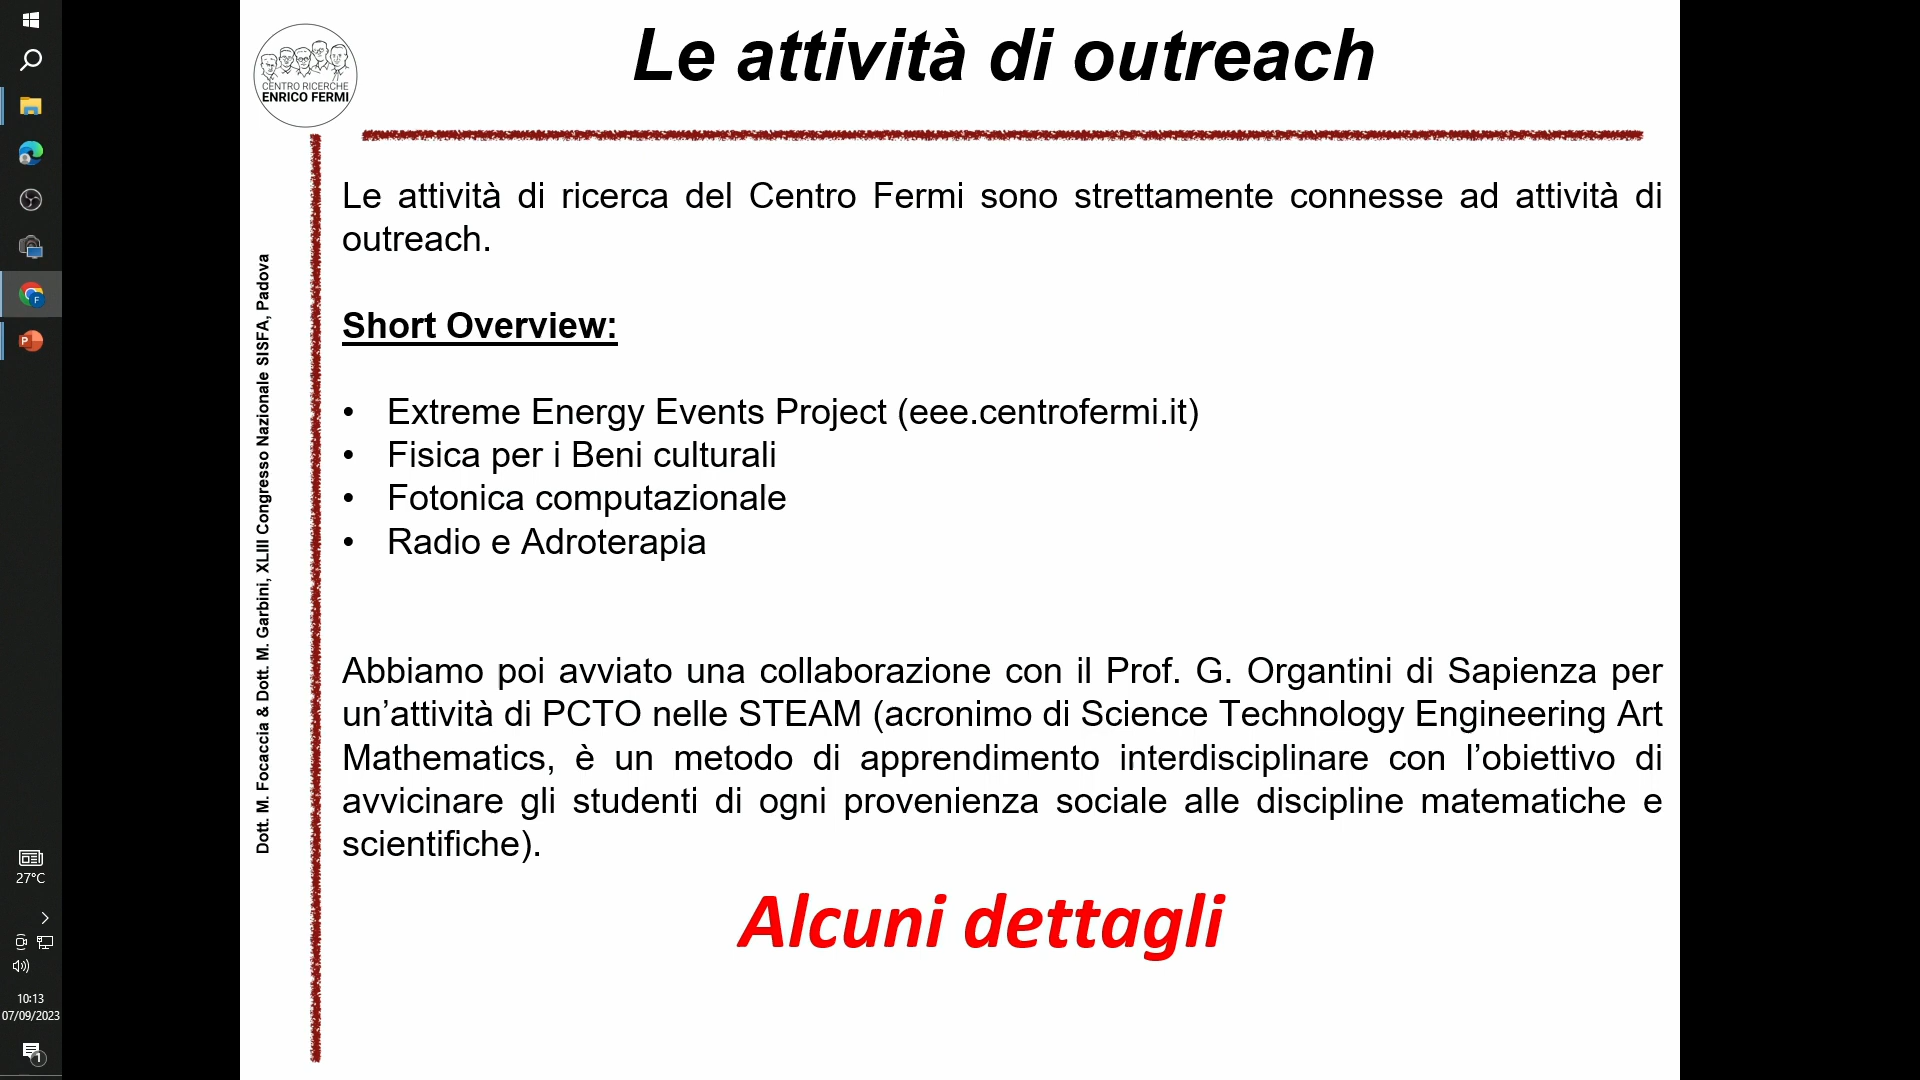 Le attività di outreach
CENTRO RICERCHE
ENRICO FERMI
Le attività di ricerca del Centro Fermi sono strettamente connesse ad attività di
outreach.
Short Overview:
• Extreme Energy Events Project (eee.centrofermi.it)
• Fisica per i Beni culturali
• Fotonica computazionale
• Radio e Adroterapia
Abbiamo poi avviato una collaborazione con il Prof. G. Organtini di Sapienza per
un’attività di PCTO nelle STEAM (acronimo di Science Technology Engineering Art
Mathematics, è un metodo di apprendimento interdisciplinare con l’obiettivo di
avvicinare gli studenti di ogni provenienza sociale alle discipline matematiche e
scientifiche).
Alcuni dettagli
Dott. M. Focaccia & Dott. M. Garbini, XLIII Congresso Nazionale SISFA, Padova
27°C
10:13
07/09/2023
1